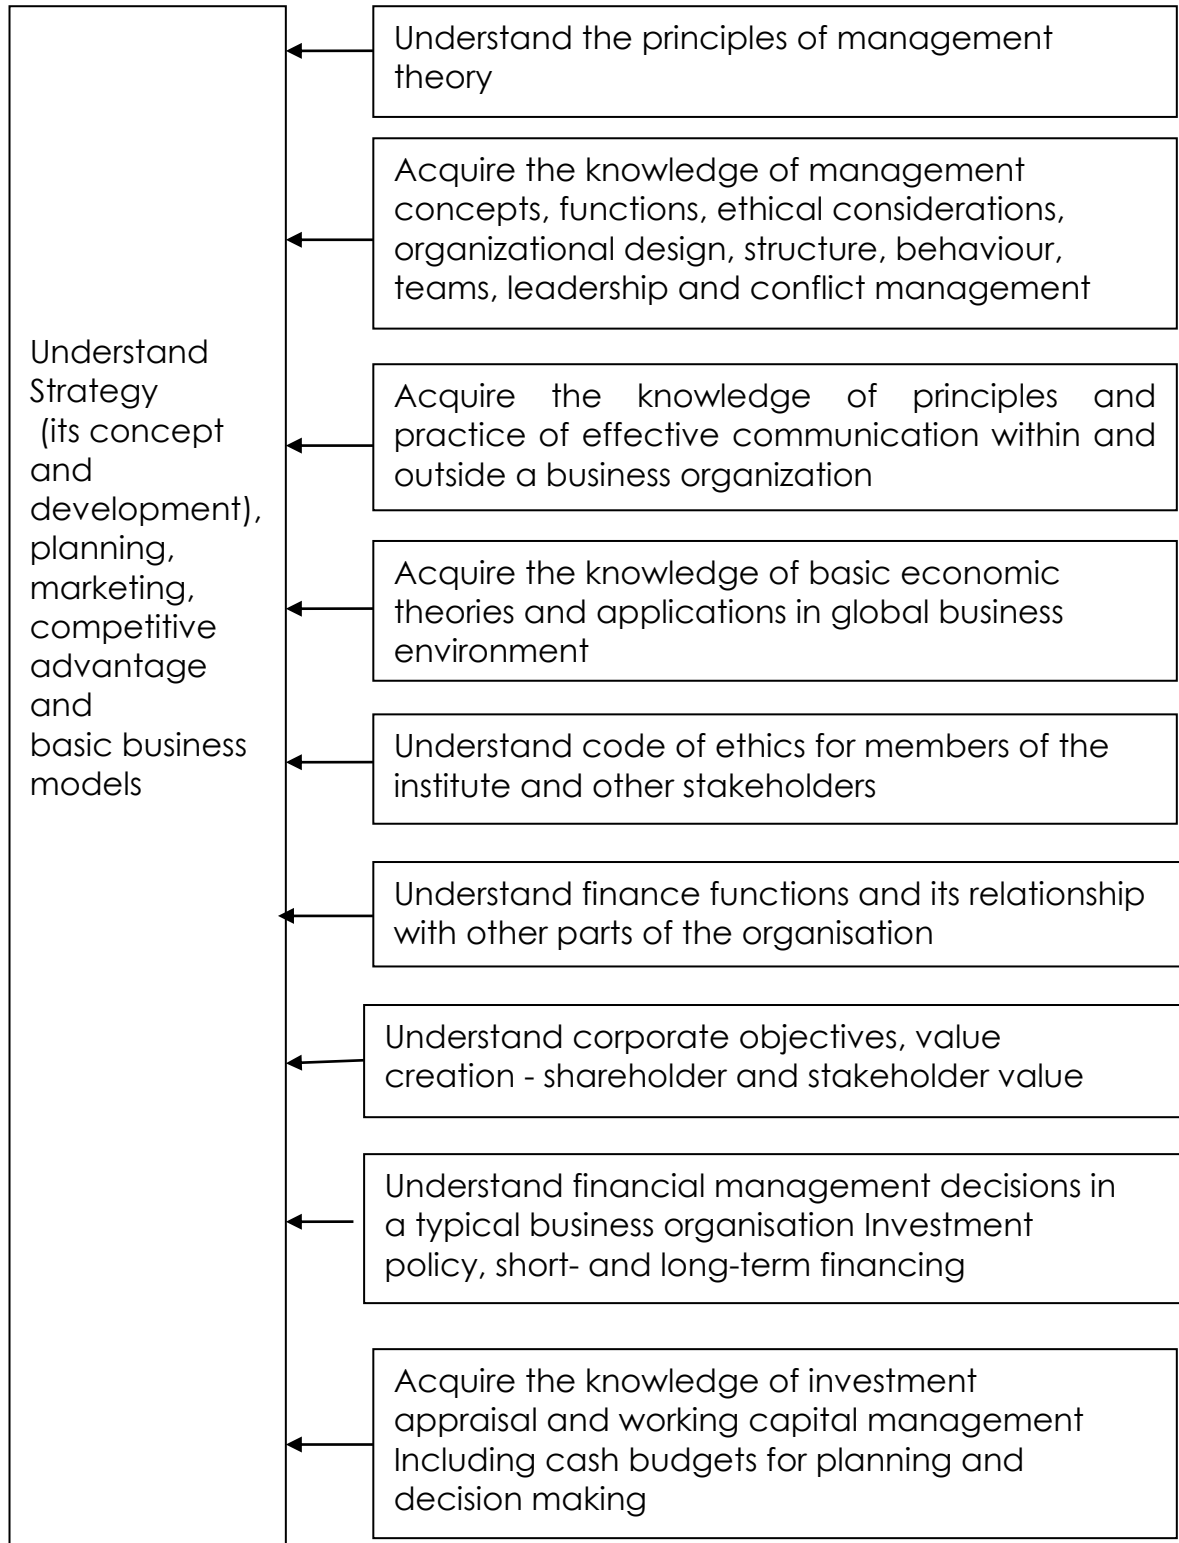 Understand
Strategy
(its concept
and
development),
planning,
marketing,
competitive
advantage
and
basic business
models
Understand the principles of management
theory
Acquire the knowledge of management
concepts, functions, ethical considerations,
organizational design, structure, behaviour,
teams, leadership and conflict management
Acquire the knowledge of principles and
practice of effective communication within and
outside a business organization
Acquire the knowledge of basic economic
theories and applications in global business
environment
Understand code of ethics for members of the
institute and other stakeholders
Understand finance functions and its relationship
with other parts of the organisation
Understand corporate objectives, value
creation - shareholder and stakeholder value
Understand financial management decisions in
a typical business organisation Investment
policy, short- and long-term financing
Acquire the knowledge of investment
appraisal and working capital management
Including cash budgets for planning and
decision making